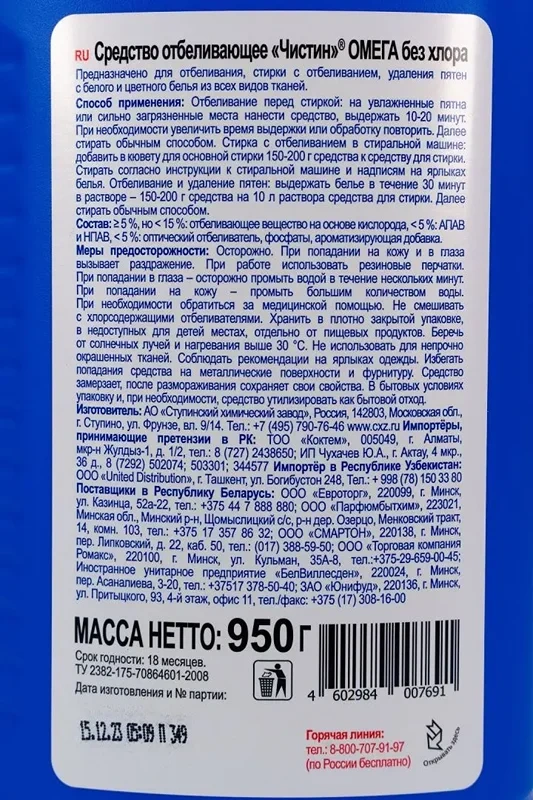 RU Средство отбеливающее «Чистин»® ОМЕГА без хлора
Предназначено для отбеливания, стирки с отбеливанием, удаления пятен
с белого и цветного белья из всех видов тканей.
Способ применения: Отбеливание перед стиркой: на увлажненные пятна
или сильно загрязненные места нанести средство, выдержать 10-20 минут.
При необходимости увеличить время выдержки или обработку повторить. Далее
стирать обычным способом. Стирка с отбеливанием в стиральной машине:
добавить в кювету для основной стирки 150-200 г средства к средству для стирки.
Стирать согласно инструкции к стиральной машине и надписям на ярлыках
белья. Отбеливание и удаление пятен: выдержать белье в течение 30 минут
в растворе – 150-200 г средства на 10 л раствора средства для стирки. Далее
стирать обычным способом.
Состав: ≥ 5 %, но < 15 %: отбеливающее вещество на основе кислорода, < 5 %: АПАВ
и НПАВ, < 5 %: оптический отбеливатель, фосфаты, ароматизирующая добавка.
Меры предосторожности: Осторожно. При попадании на кожу и в глаза
вызывает раздражение. При работе использовать резиновые перчатки.
При попадании в глаза – осторожно промыть водой в течение нескольких минут.
При попадании на кожу – промыть большим количеством воды.
При необходимости обратиться за медицинской помощью. Не смешивать
с хлорсодержащими отбеливателями. Хранить в плотно закрытой упаковке,
в недоступных для детей местах, отдельно от пищевых продуктов. Беречь
от солнечных лучей и нагревания выше 30 °С. Не использовать для непрочно
окрашенных тканей. Соблюдать рекомендации на ярлыках одежды. Избегать
попадания средства на металлические поверхности и фурнитуру. Средство
замерзает, после размораживания сохраняет свои свойства. В бытовых условиях
упаковку и, при необходимости, средство утилизировать как бытовой отход.
Изготовитель: АО «Ступинский химический завод», Россия, 142803, Московская обл.,
г. Ступино, ул. Фрунзе, вл. 9/14. Тел.: +7 (495) 790-76-46 www.cxz.ru Импортёры,
принимающие претензии в РК: ТОО «Коктем», 005049, г. Алматы,
мкр-н Жулдыз-1, д. 1/2, тел.: 8 (727) 2438650; ИП Чухачев Ю.А., г. Актау, 4 мкр.,
36 д., 8 (7292) 502074; 503301; 344577 Импортёр в Республике Узбекистан:
ООО «United Distribution», г. Ташкент, ул. Богибустон 248, Тел.: + 998 (78) 150 33 80
Поставщики в Республику Беларусь: ООО «Евроторг», 220099, г. Минск,
ул. Казинца, 52а-22, тел.: +375 44 7 888 880; ООО «Парфюмбытхим», 223021,
Минская обл., Минский р-н, Щомыслицкий с/с, р-н дер. Озерцо, Менковский тракт,
14, комн. 103, тел.: +375 17 357 86 32; ООО «СМАРТОН», 220138, г. Минск,
пер. Липковский, д. 22, каб. 50, тел.: (017) 388-59-50; ООО «Торговая компания
Ромакс», 220100, г. Минск, ул. Кульман, 35А-8, тел.:+375-29-659-00-45;
Иностранное унитарное предприятие «БелВиллесден», 220024, г. Минск,
пер. Асаналиева, 3-20, тел.: +37517 378-50-40; ЗАО «Юнифуд», 220136, г. Минск,
ул. Притыцкого, 93, 4-й этаж, офис 11, тел./факс: +375 (17) 308-16-00
МАССА НЕТТО: 950 г
Срок годности: 18 месяцев.
ТУ 2382-175-70864601-2008
Дата изготовления и № партии:
4 602984 007691
15.12.23 05:09 П 349
Горячая линия:
тел.: 8-800-707-91-97
(по России бесплатно)
Открывать здесь